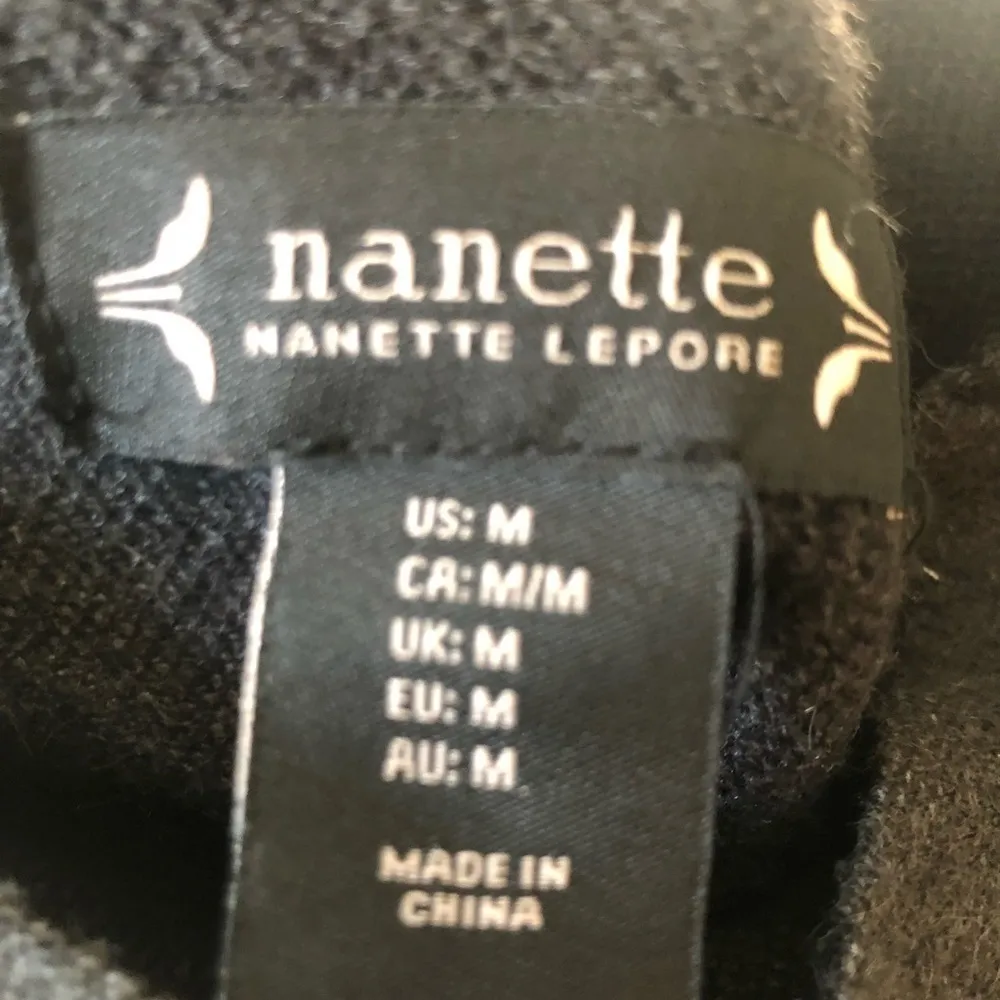 nanette
NANETTE LEPORE
US: M
CA: M/M
UK: M
EU: M
AU: M
MADE IN
CHINA